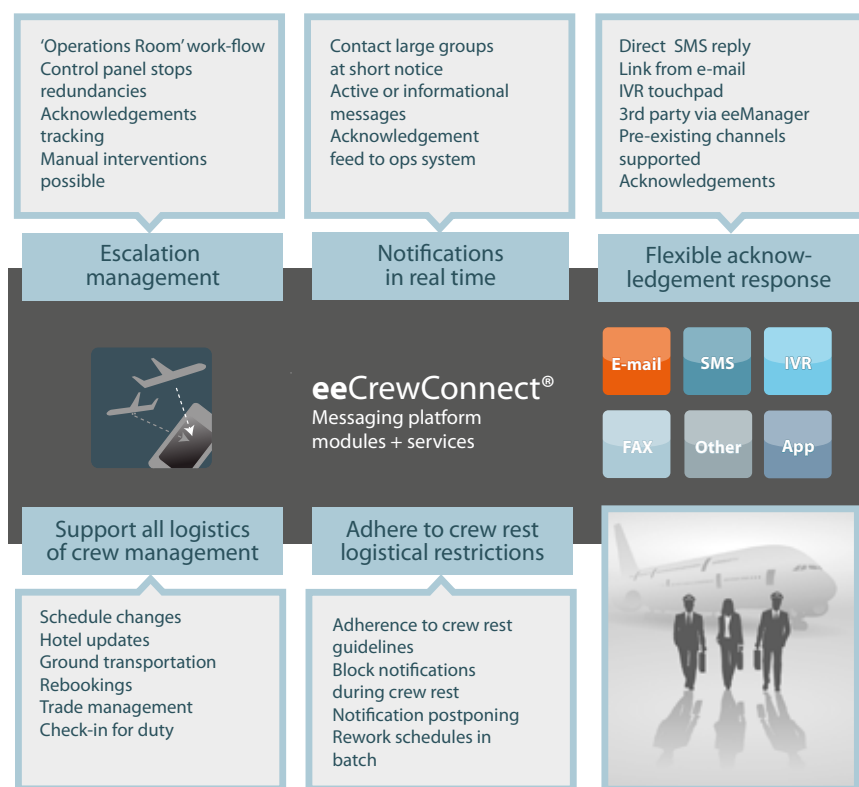 ‘Operations Room’ work-flow
Control panel stops
redundancies
Acknowledgements
tracking
Manual interventions
possible
Escalation
management
Contact large groups
at short notice
Active or informational
messages
Acknowledgement
feed to ops system
Notifications
in real time
Direct SMS reply
Link from e-mail
IVR touchpad
3rd party via eeManager
Pre-existing channels
supported
Acknowledgements
Flexible acknow-
ledgement response
eeCrewConnect®
Messaging platform
modules + services
E-mail
SMS
IVR
FAX
Other
App
Support all logistics
of crew management
Schedule changes
Hotel updates
Ground transportation
Rebookings
Trade management
Check-in for duty
Adhere to crew rest
logistical restrictions
Adherence to crew rest
guidelines
Block notifications
during crew rest
Notification postponing
Rework schedules in
batch